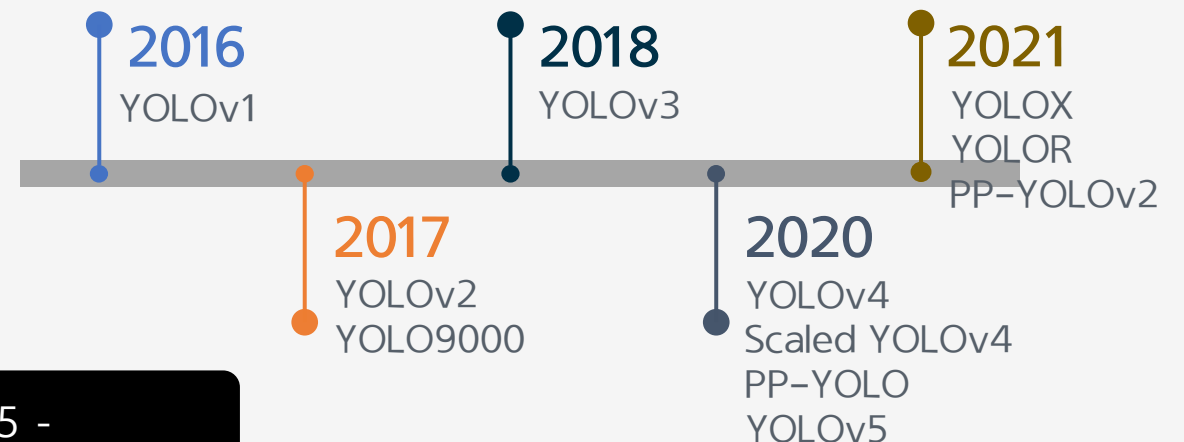 2016
YOLOv1
2018
YOLOv3
2021
YOLOX
YOLOR
PP-YOLOv2
2017
YOLOv2
YOLO9000
2020
YOLOv4
Scaled YOLOv4
PP-YOLO
YOLOv5
5 -